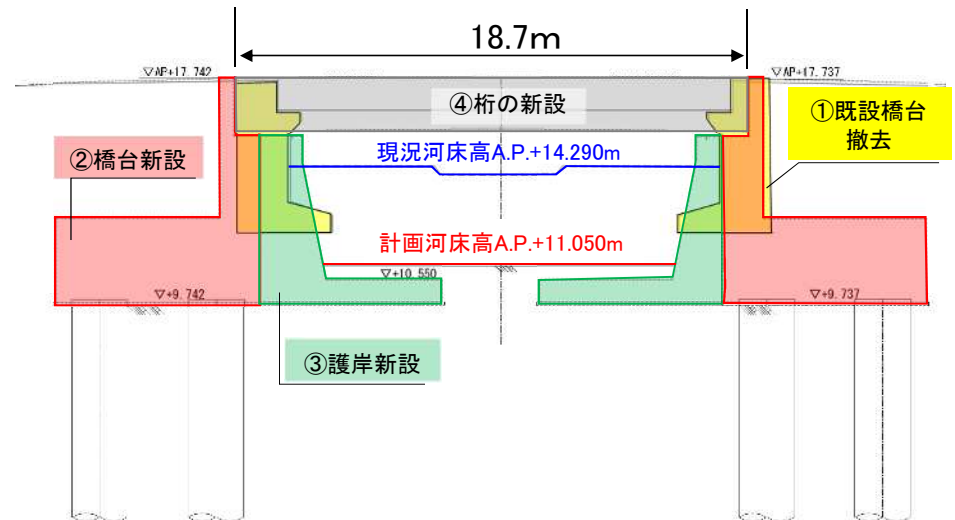 18.7m
▽AP+17.742
▽AP+17.737
④桁の新設
①既設橋台
撤去
②橋台新設
現況河床高A.P.+14.290m
計画河床高A.P.+11.050m
▽+10.550
▽+9.742
▽+9.737
③護岸新設